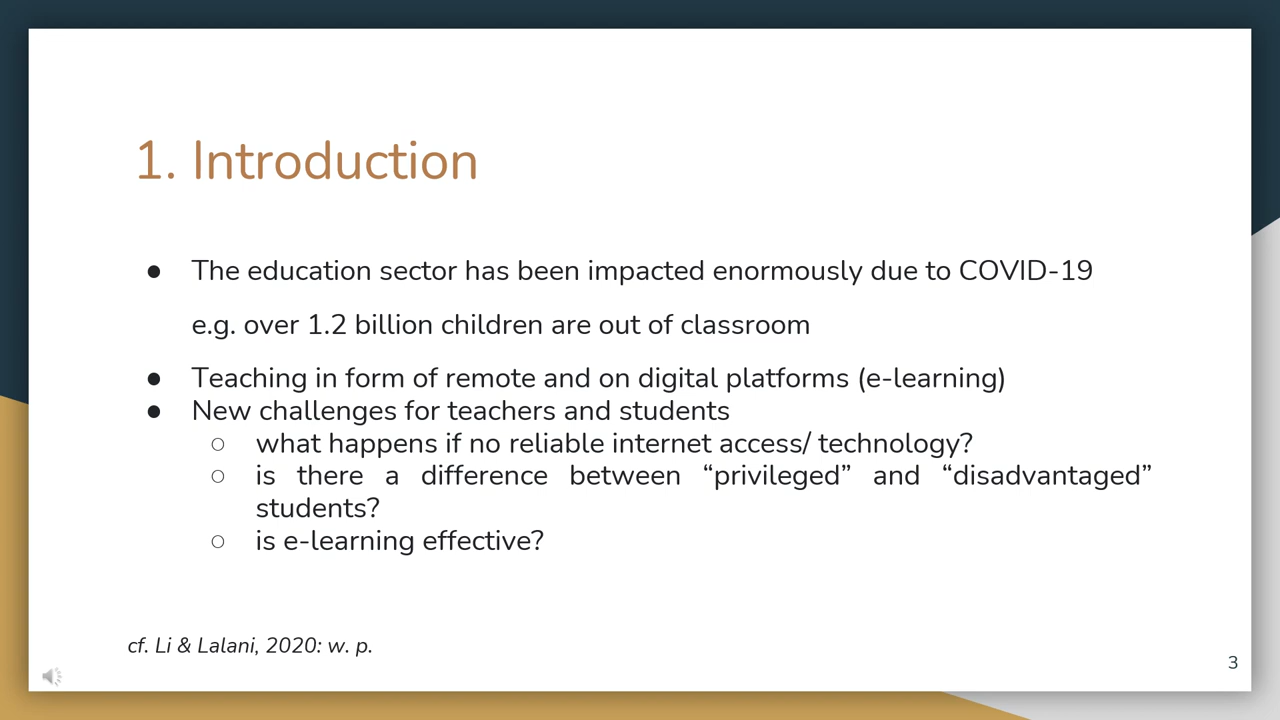 1. Introduction
● The education sector has been impacted enormously due to COVID-19
e.g. over 1.2 billion children are out of classroom
● Teaching in form of remote and on digital platforms (e-learning)
● New challenges for teachers and students
○ what happens if no reliable internet access/ technology?
○ is there a difference between “privileged” and “disadvantaged”
students?
○ is e-learning effective?
cf. Li & Lalani, 2020: w. p.
3